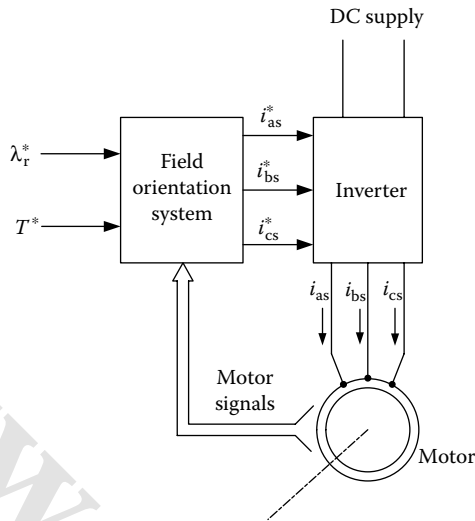 DC supply
λ*r
T*
Field
orientation
system
i*as
i*bs
i*cs
Inverter
ias
ibs
ics
Motor
signals
Motor
W